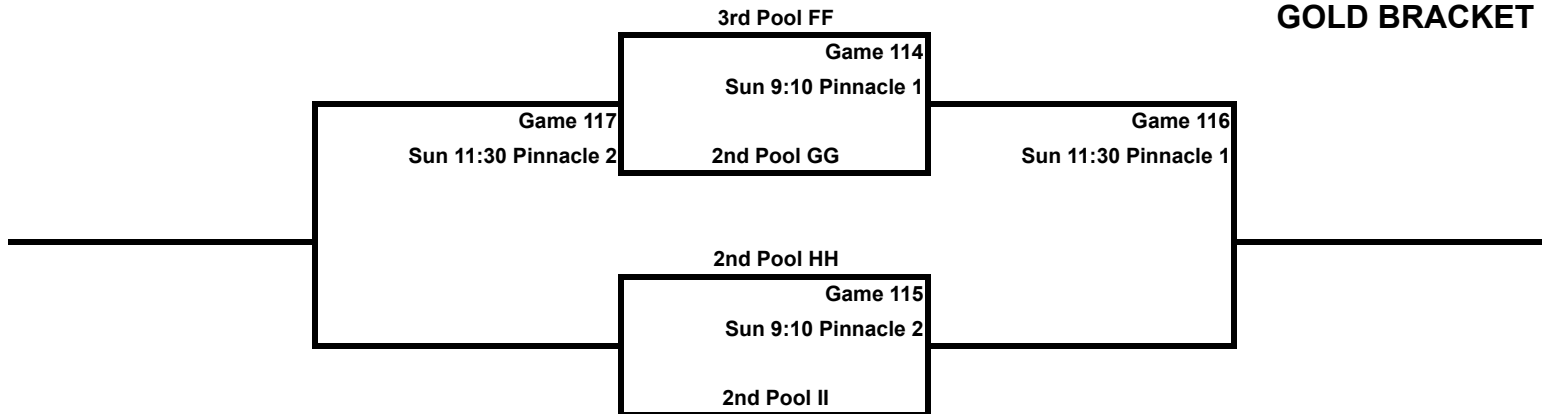 3rd Pool FF
GOLD BRACKET
Game 114
Sun 9:10 Pinnacle 1
Game 117
Game 116
Sun 11:30 Pinnacle 2
2nd Pool GG
Sun 11:30 Pinnacle 1
2nd Pool HH
Game 115
Sun 9:10 Pinnacle 2
2nd Pool II